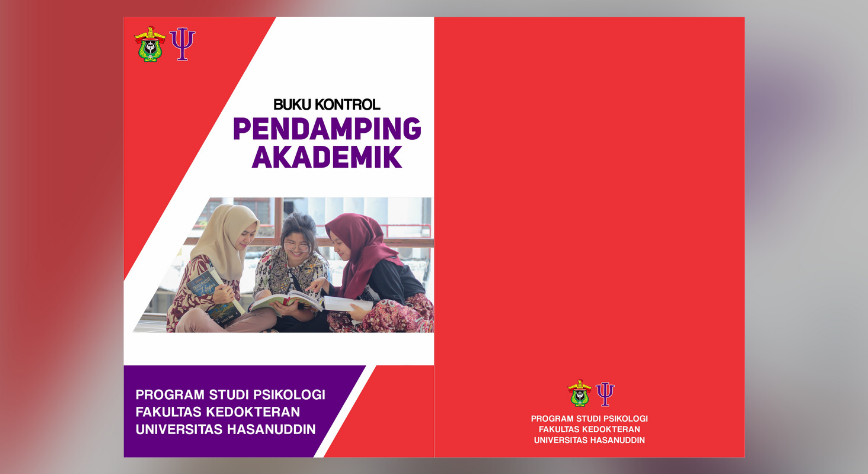 BUKU KONTROL
PENDAMPING
AKADEMIK
PROGRAM STUDI PSIKOLOGI
FAKULTAS KEDOKTERAN
UNIVERSITAS HASANUDDIN
PROGRAM STUDI PSIKOLOGI
FAKULTAS KEDOKTERAN
UNIVERSITAS HASANUDDIN